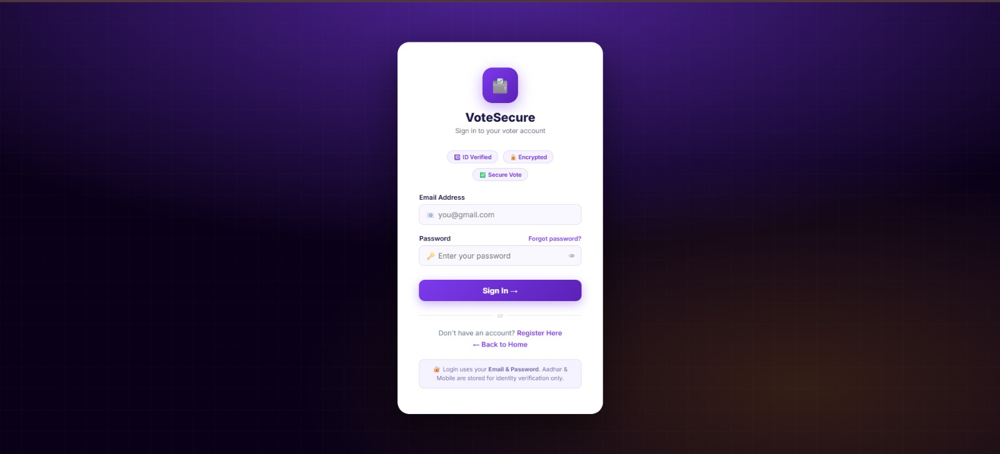 VoteSecure
Sign in to your voter account
ID Verified
Encrypted
Secure Vote
Email Address
you@gmail.com
Password
Forgot password?
Enter your password
Sign In →
or
Don't have an account? Register Here
← Back to Home
Login uses your Email & Password. Aadhar &
Mobile are stored for identity verification only.